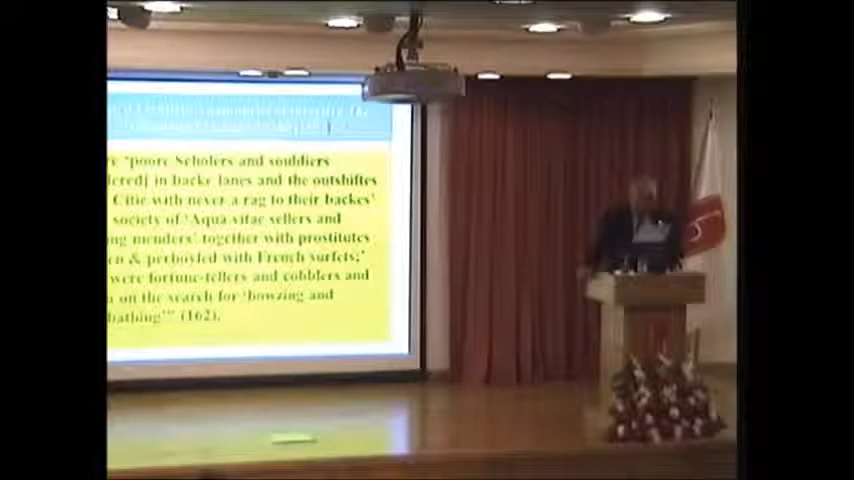 'poore Scholers and souldiers
in backe lanes and the outshiftes
Citie with never a rag to their backes'
society of 'Aqua vitae sellers and
menders' together with prostitutes
& perboyled with French surfets;'
were fortune-tellers and cobblers and
on the search for 'bowzing and
bathing'" (162).